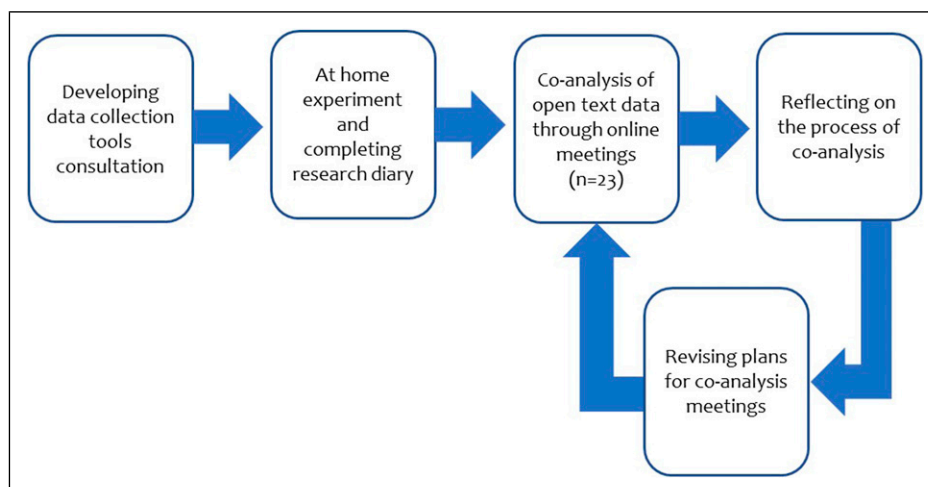 Developing
data collection
tools
consultation
At home
experiment
and
completing
research diary
Co-analysis of
open text data
through online
meetings
(n=23)
Reflecting on
the process of
co-analysis
Revising plans
for co-analysis
meetings